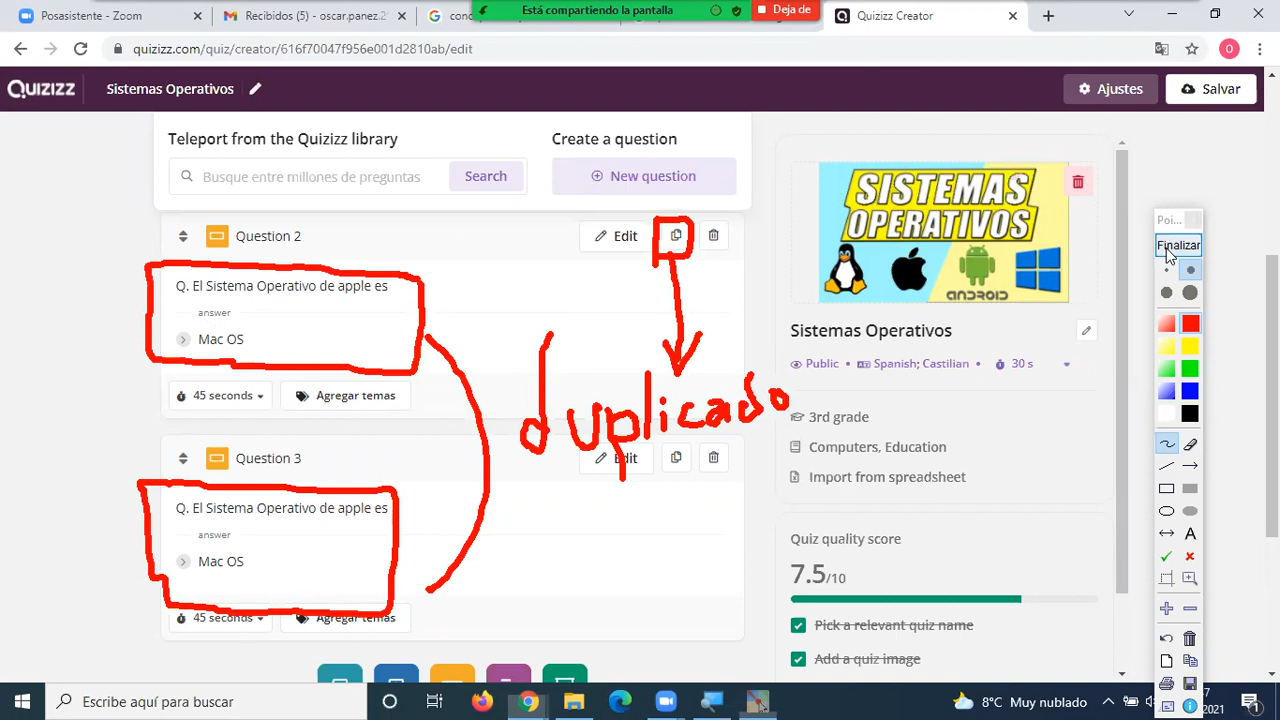 Posasistemas - Zoom
Recibidos - oscar.panez.2
Está compartiendo la pantalla
Deja de
Quizizz Creator
quizizz.com/quiz/creator/616f70047f956e001d2810ab/edit
O
QUIZIZZ
Sistemas Operativos
Ajustes
Salvar
Teleport from the Quizizz library
Create a question
Busque entre millones de preguntas
Search
New question
Question 2
Edit
Q. El Sistema Operativo de apple es
answer
Mac OS
45 seconds
Agregar temas
duplicado
Question 3
Edit
Q. El Sistema Operativo de apple es
answer
Mac OS
45 seconds
Agregar temas
SISTEMAS
OPERATIVOS
ANDROID
Sistemas Operativos
Public
Spanish; Castilian
30 s
3rd grade
Computers, Education
Import from spreadsheet
Quiz quality score
7.5/10
Pick a relevant quiz name
Add a quiz image
Poi...
Finalizar
A
Escribe aquí para buscar
8°C Muy nublado
2021
1